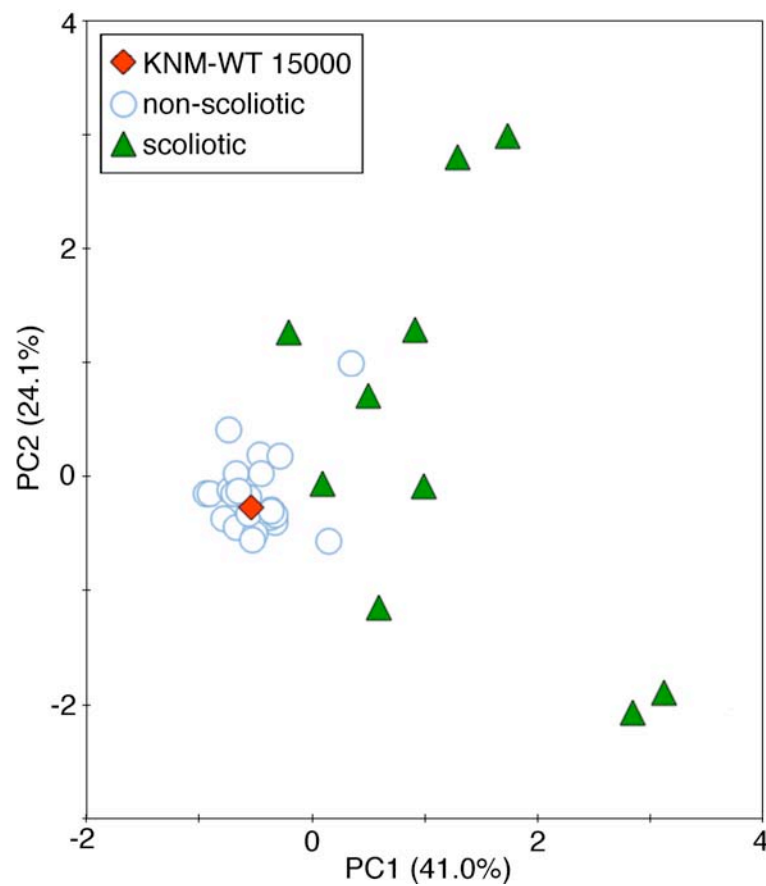 4
KNM-WT 15000
non-scoliotic
scoliotic
2
PC2 (24.1%)
0
-2
-2 0 2 4
PC1 (41.0%)